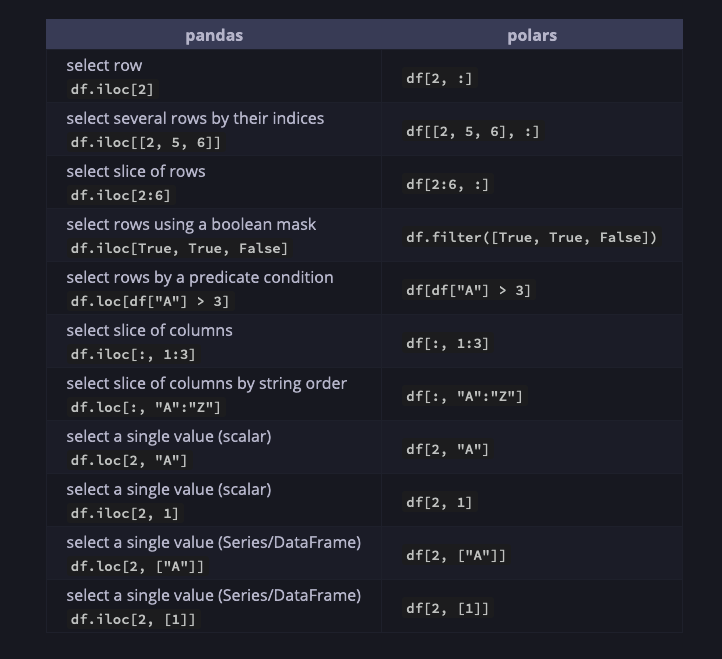 pandas polars
select row
df.iloc[2]
df[2, :]
select several rows by their indices
df.iloc[[2, 5, 6]]
df[[2, 5, 6], :]
select slice of rows
df.iloc[2:6]
df[2:6, :]
select rows using a boolean mask
df.iloc[True, True, False]
df.filter([True, True, False])
select rows by a predicate condition
df.loc[df["A"] > 3]
df[df["A"] > 3]
select slice of columns
df.iloc[:, 1:3]
df[:, 1:3]
select slice of columns by string order
df.loc[:, "A":"Z"]
df[:, "A":"Z"]
select a single value (scalar)
df.loc[2, "A"]
df[2, "A"]
select a single value (scalar)
df.iloc[2, 1]
df[2, 1]
select a single value (Series/DataFrame)
df.loc[2, ["A"]]
df[2, ["A"]]
select a single value (Series/DataFrame)
df.iloc[2, [1]]
df[2, [1]]